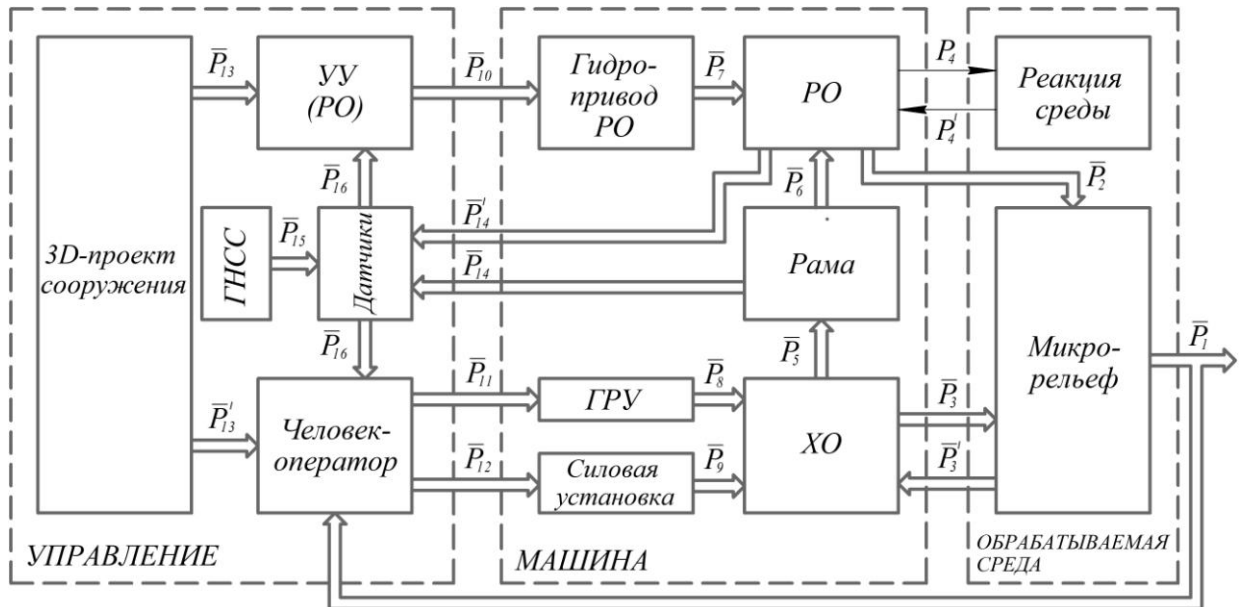 3D-проект
сооружения
P̅₁₃
УУ
(РО)
P̅₁₀
Гидро-
привод
РО
P̅₇
РО
P₄
P₄'
Реакция
среды
P̅₁₆
P̅₁₄'
P̅₆
P̅₂
ГНСС
P̅₁₅
Датчики
P̅₁₄
Рама
P̅₁₆
P̅₅
Микро-
рельеф
P̅₁
P̅₁₃'
Человек-
оператор
P̅₁₁
ГРУ
P̅₈
ХО
P̅₃
P̅₁₂
Силовая
установка
P̅₉
P̅₃'
УПРАВЛЕНИЕ
МАШИНА
ОБРАБАТЫВАЕМАЯ
СРЕДА